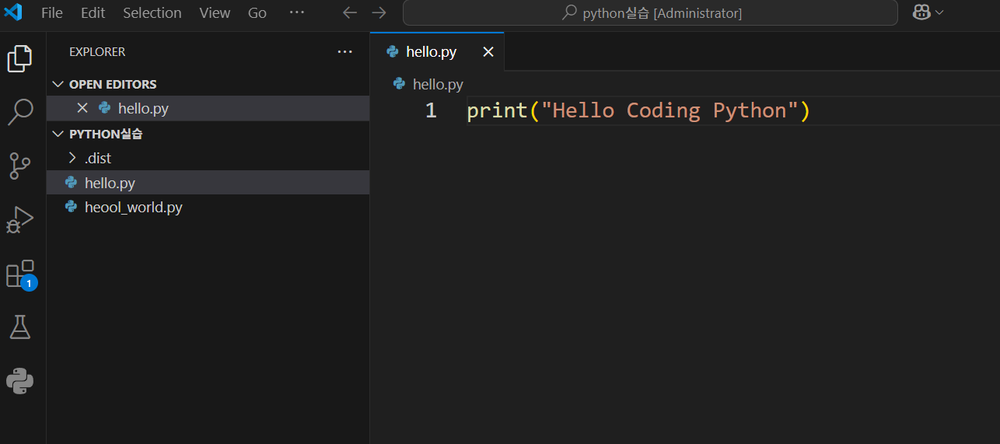 File Edit Selection View Go ··· python실습 [Administrator]
EXPLORER ···
OPEN EDITORS
hello.py
PYTHON실습
.dist
hello.py
heool_world.py
1
hello.py
hello.py
1 print("Hello Coding Python")